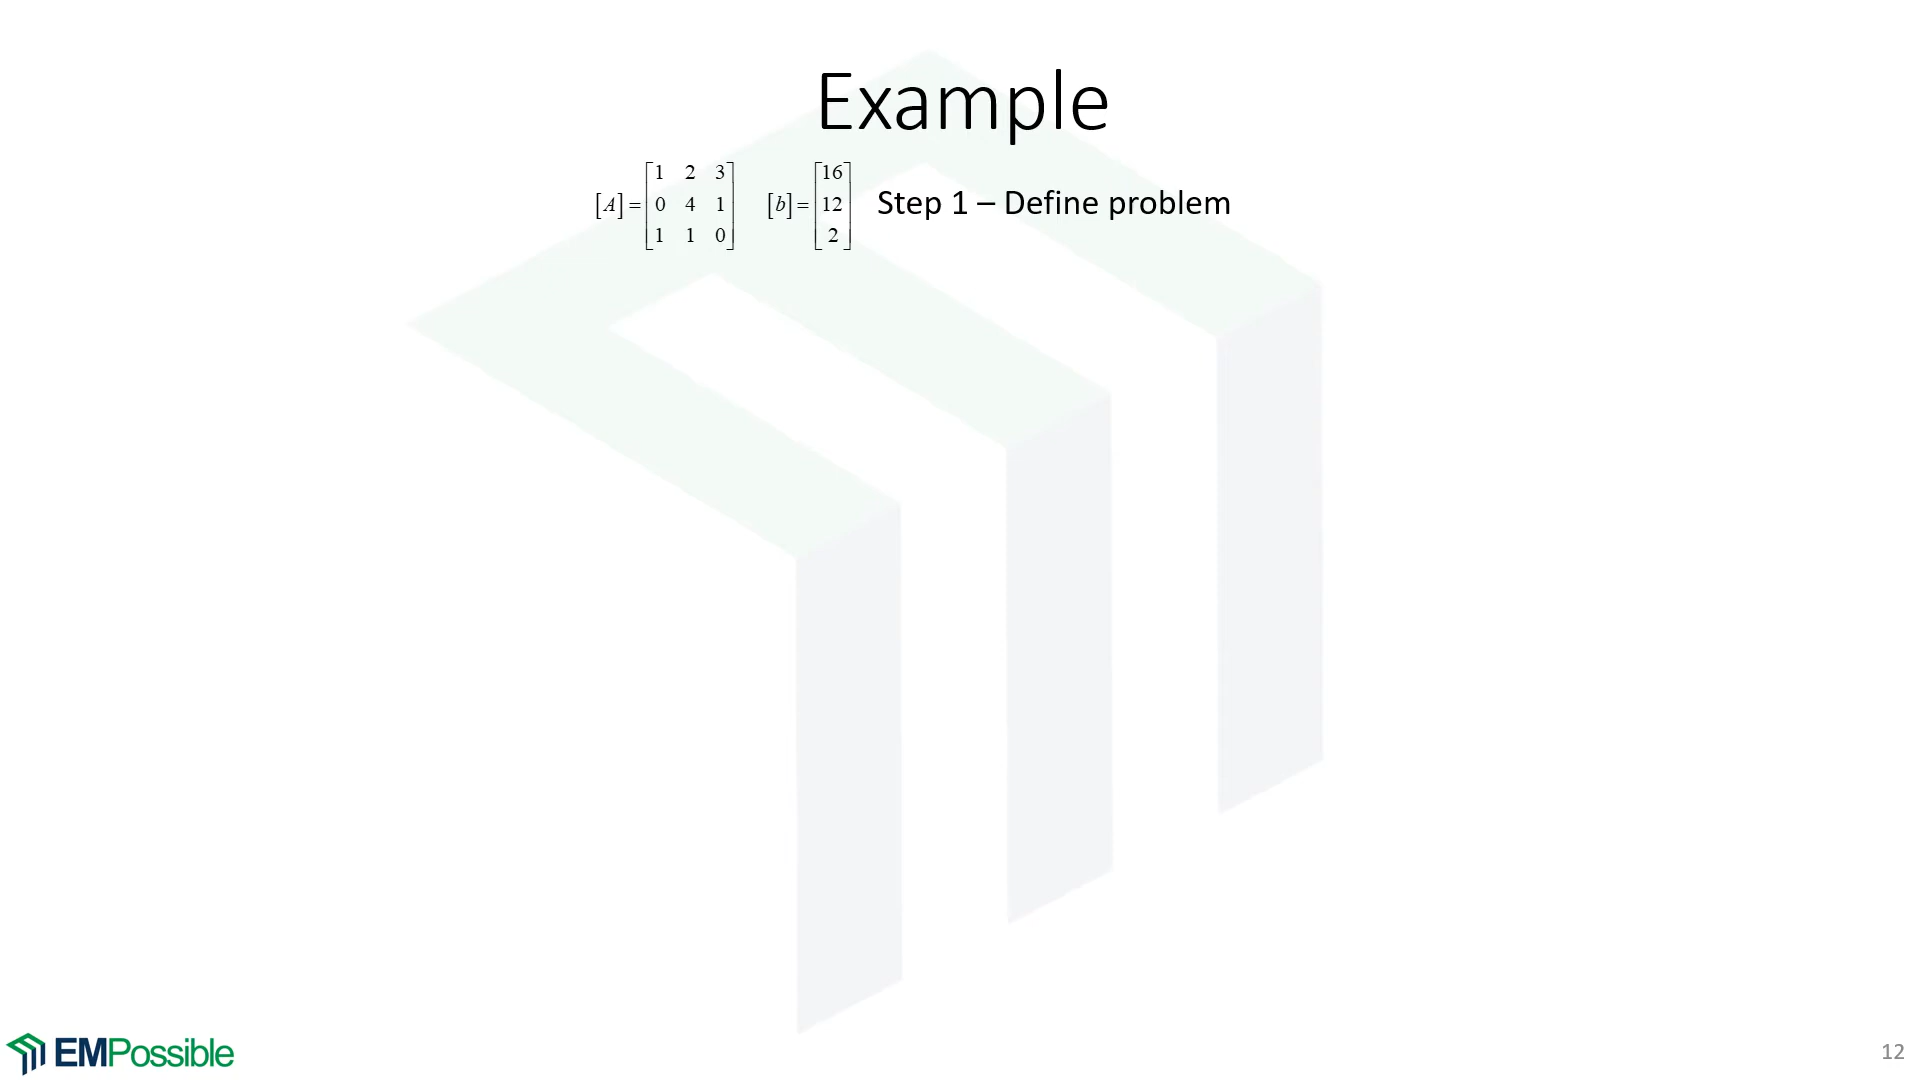 Example
[A] = [1 2 3; 0 4 1; 1 1 0] [b] = [16; 12; 2] Step 1 – Define problem
EMPossible
12